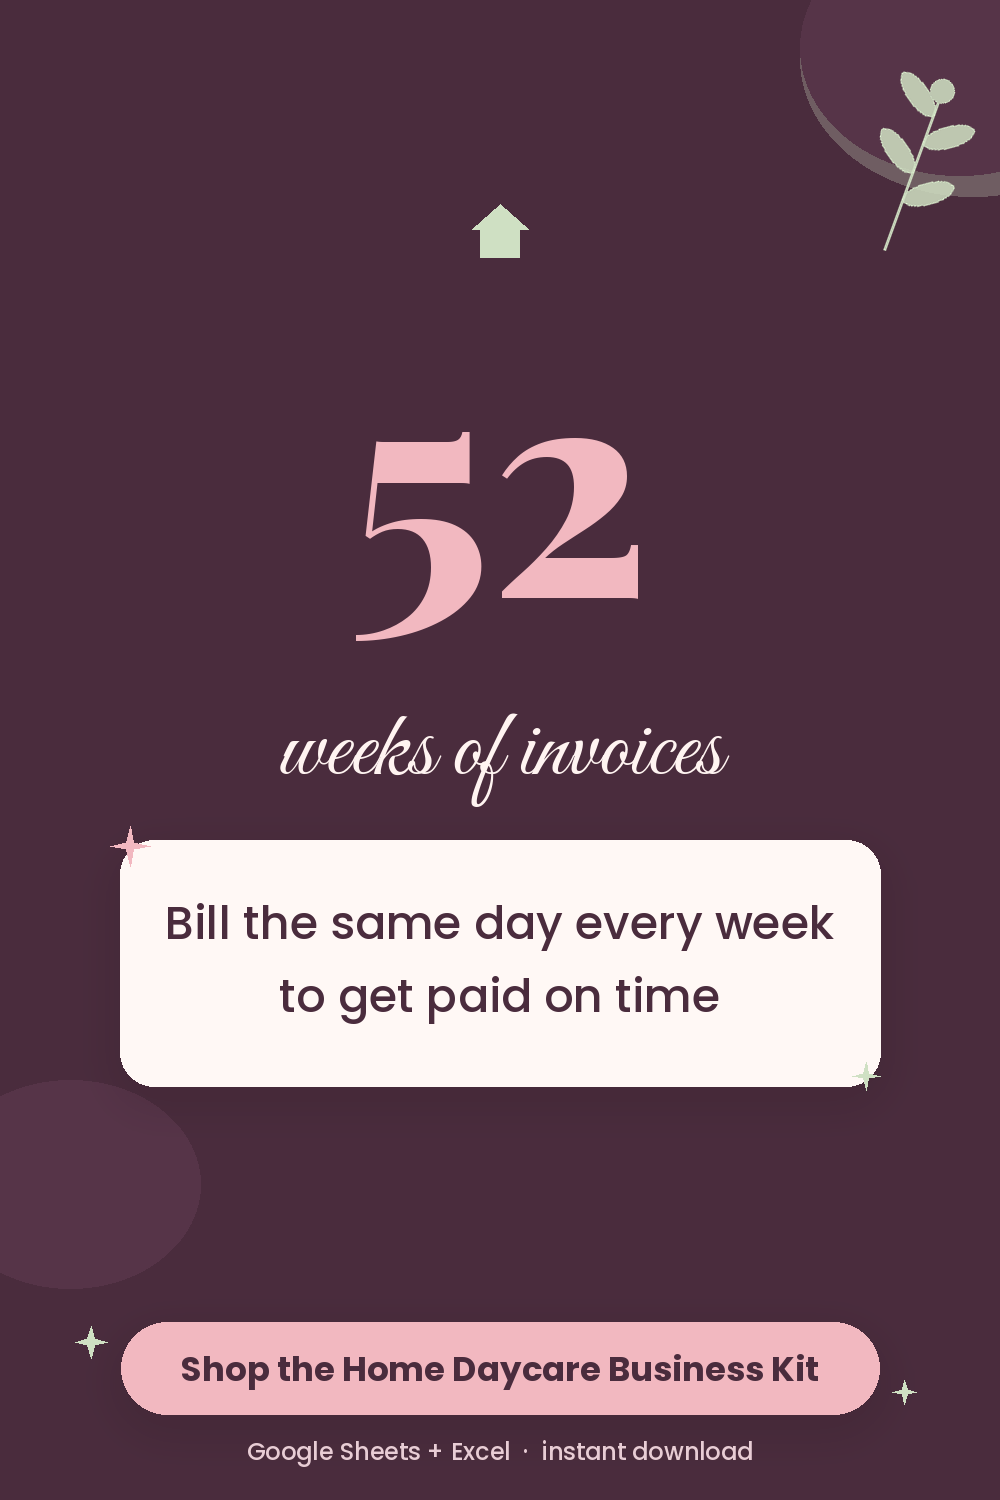 52
weeks of invoices
Bill the same day every week
to get paid on time
Shop the Home Daycare Business Kit
Google Sheets + Excel · instant download